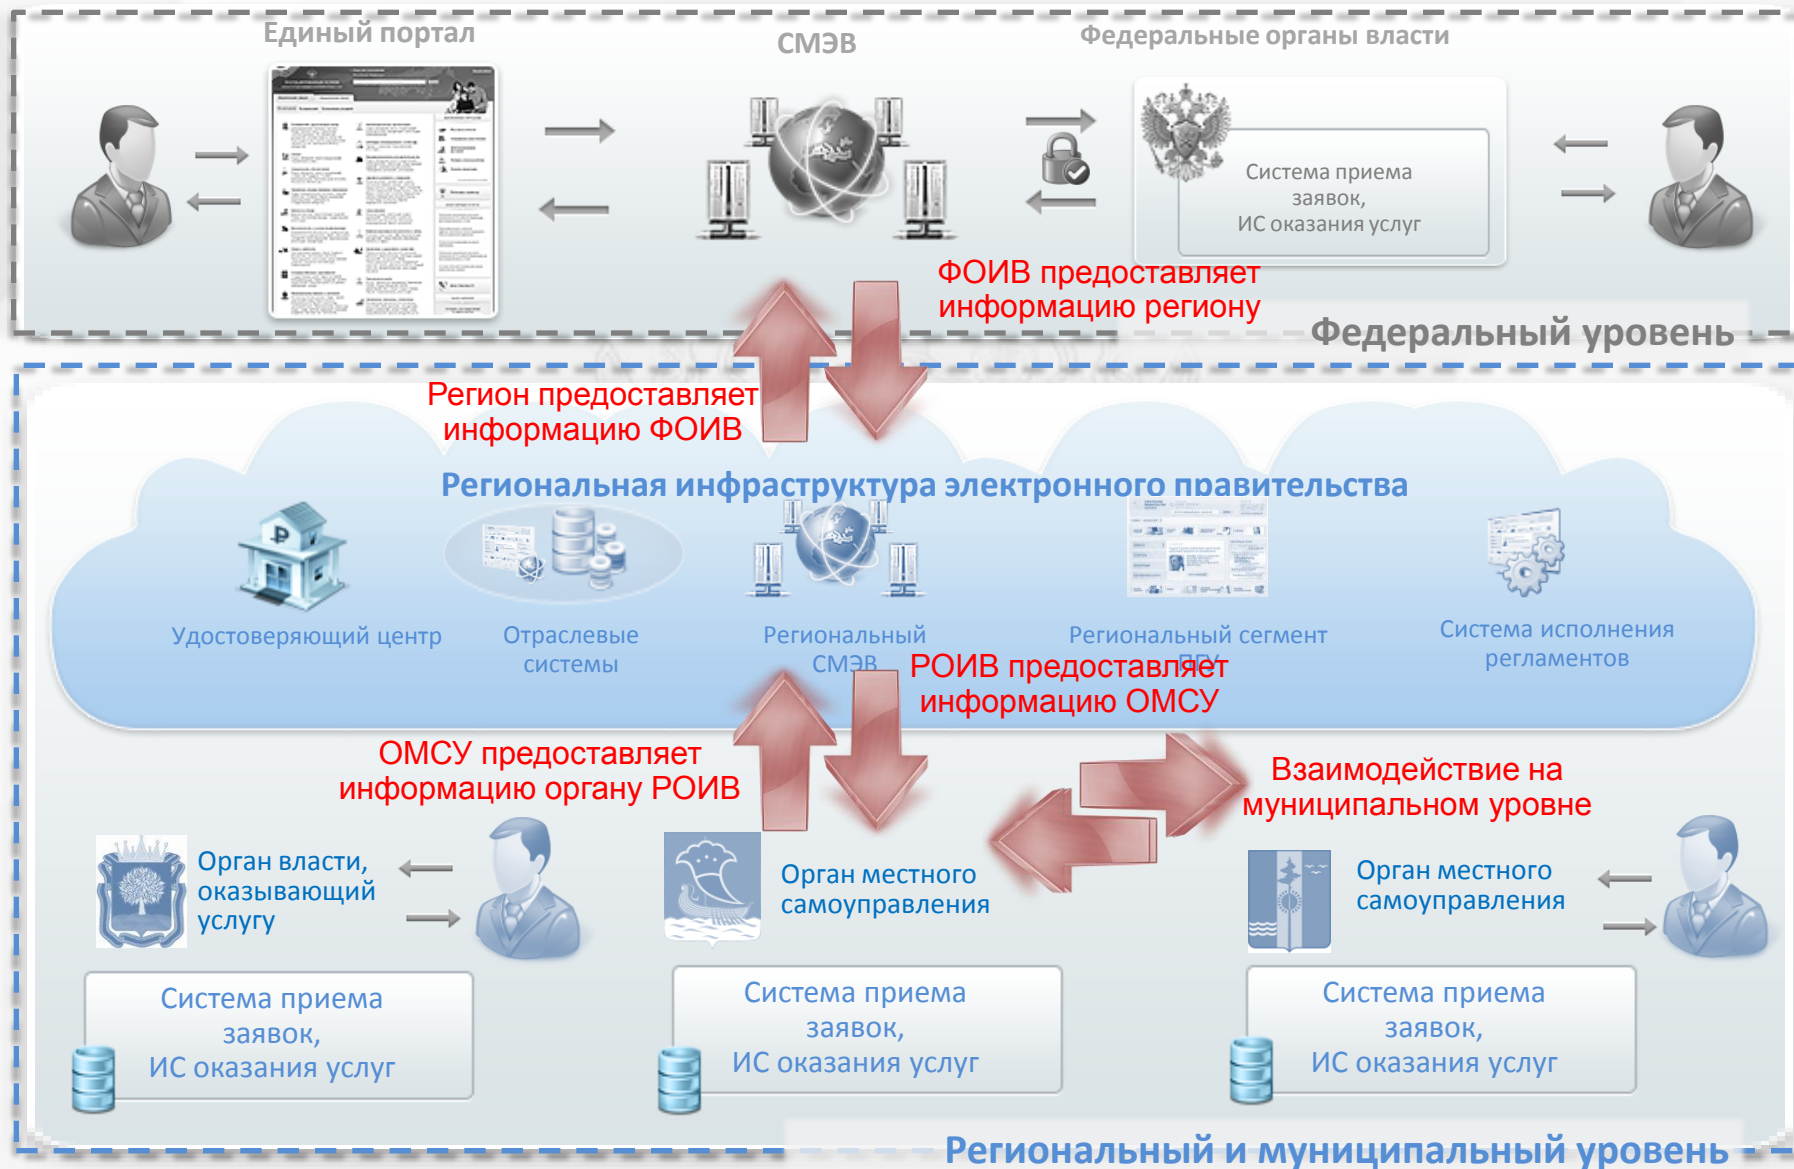 Единый портал
СМЭВ
Федеральные органы власти
Система приема
заявок,
ИС оказания услуг
ФОИВ предоставляет
информацию региону
Федеральный уровень
Регион предоставляет
информацию ФОИВ
Региональная инфраструктура электронного правительства
Удостоверяющий центр
Отраслевые
системы
Региональный
СМЭВ
Региональный сегмент
ПГУ
Система исполнения
регламентов
РОИВ предоставляет
информацию ОМСУ
ОМСУ предоставляет
информацию органу РОИВ
Взаимодействие на
муниципальном уровне
Орган власти,
оказывающий
услугу
Орган местного
самоуправления
Орган местного
самоуправления
Система приема
заявок,
ИС оказания услуг
Система приема
заявок,
ИС оказания услуг
Система приема
заявок,
ИС оказания услуг
Региональный и муниципальный уровень